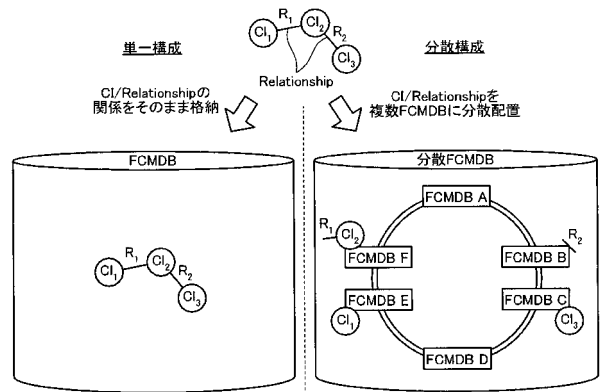 R1
CI1
CI2
R2
CI3
Relationship
単一構成
CI/Relationshipの
関係をそのまま格納
分散構成
CI/Relationshipを
複数FCMDBに分散配置
FCMDB
R1
CI1
CI2
R2
CI3
分散FCMDB
FCMDB A
R1
CI2
FCMDB F
R2
FCMDB B
FCMDB E
CI1
FCMDB C
CI3
FCMDB D